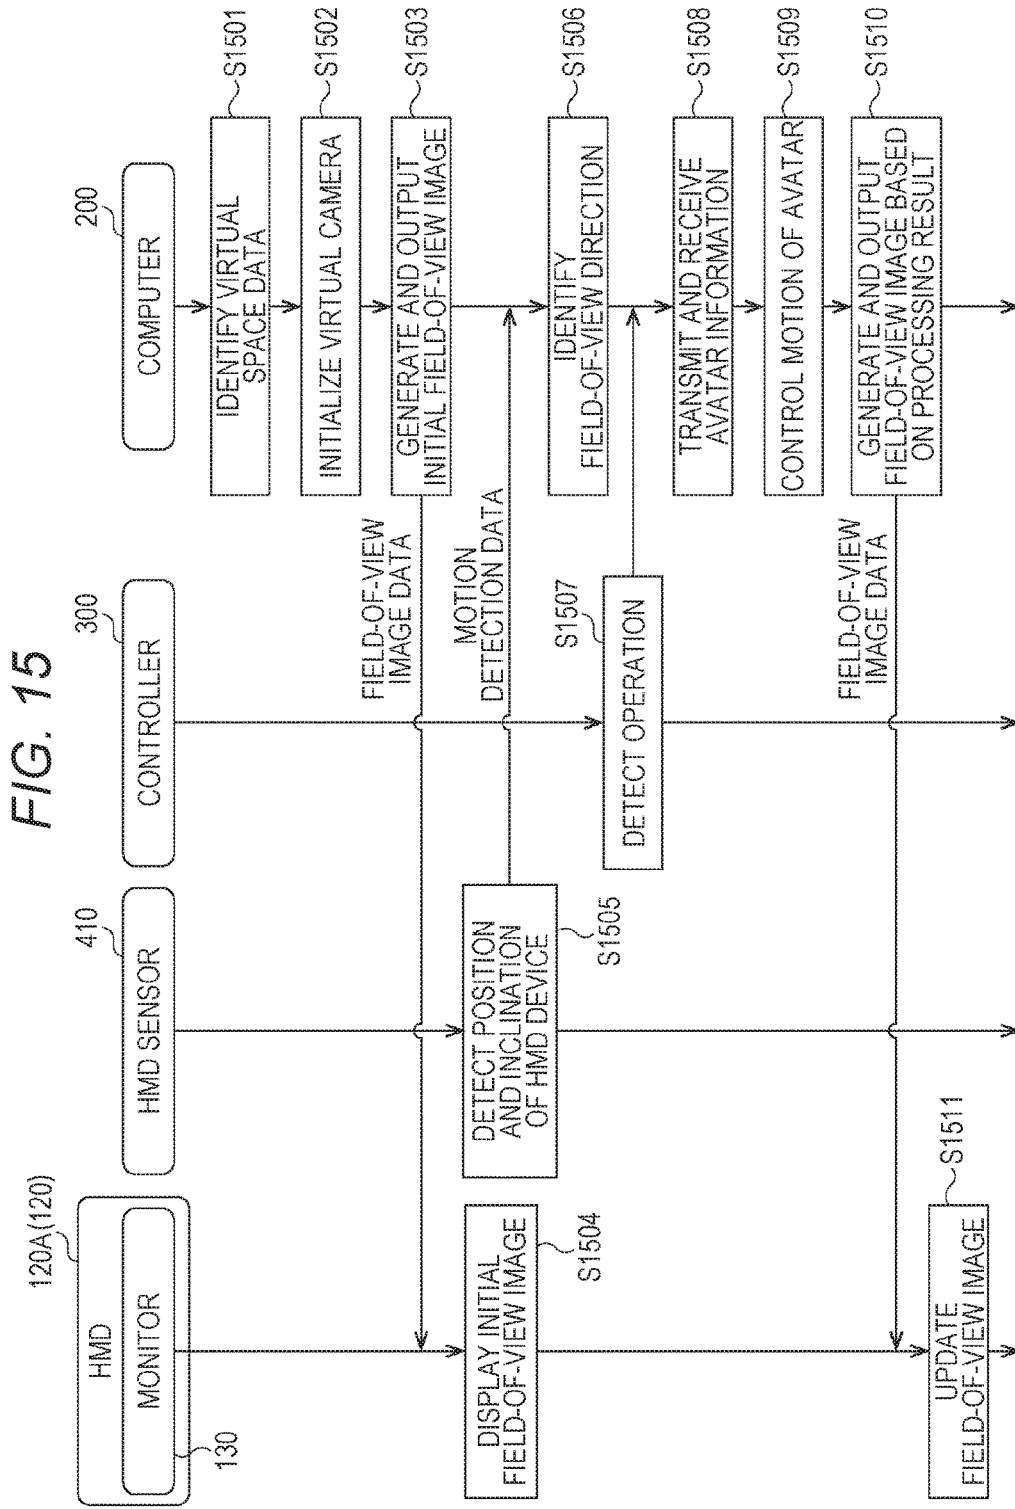 FIG. 15
120A(120)
HMD
MONITOR
130
410
HMD SENSOR
300
CONTROLLER
200
COMPUTER
IDENTIFY VIRTUAL
SPACE DATA
S1501
INITIALIZE VIRTUAL CAMERA
S1502
GENERATE AND OUTPUT
INITIAL FIELD-OF-VIEW IMAGE
S1503
FIELD-OF-VIEW
IMAGE DATA
DISPLAY INITIAL
FIELD-OF-VIEW IMAGE
S1504
DETECT POSITION
AND INCLINATION
OF HMD DEVICE
S1505
MOTION
DETECTION DATA
IDENTIFY
FIELD-OF-VIEW DIRECTION
S1506
DETECT OPERATION
S1507
TRANSMIT AND RECEIVE
AVATAR INFORMATION
S1508
CONTROL MOTION OF AVATAR
S1509
GENERATE AND OUTPUT
FIELD-OF-VIEW IMAGE BASED
ON PROCESSING RESULT
S1510
FIELD-OF-VIEW
IMAGE DATA
UPDATE
FIELD-OF-VIEW IMAGE
S1511